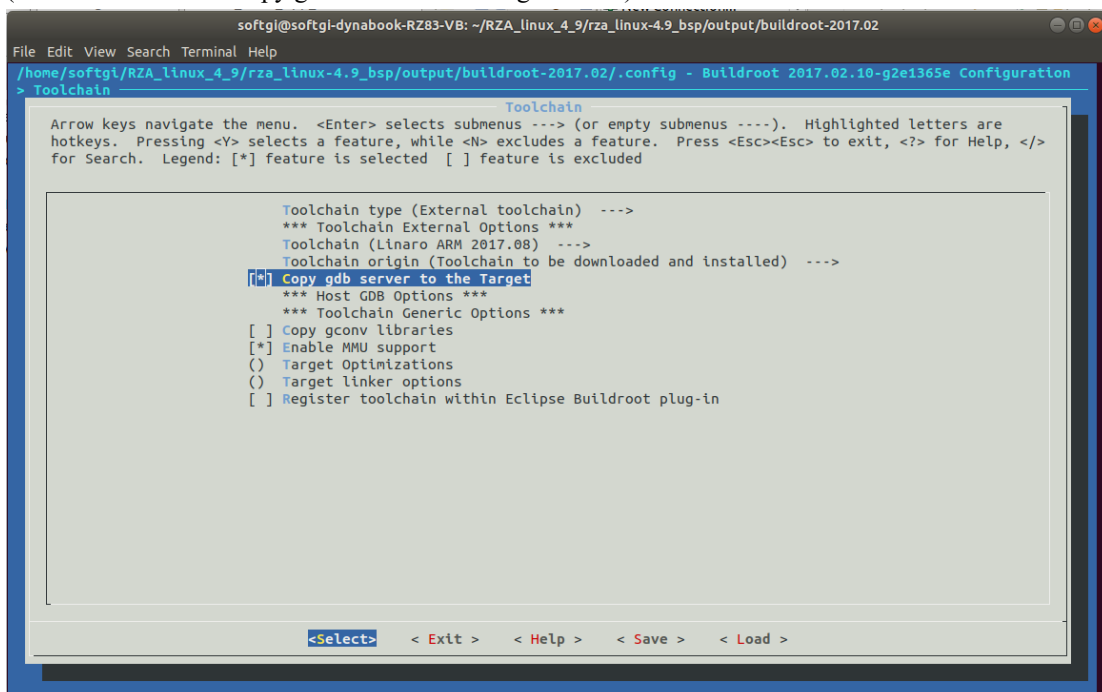 softgi@softgi-dynabook-RZ83-VB: ~/RZA_linux_4_9/rza_linux-4.9_bsp/output/buildroot-2017.02
File Edit View Search Terminal Help
/home/softgi/RZA_linux_4_9/rza_linux-4.9_bsp/output/buildroot-2017.02/.config - Buildroot 2017.02.10-g2e1365e Configuration
> Toolchain
Toolchain
Arrow keys navigate the menu. <Enter> selects submenus ---> (or empty submenus ----). Highlighted letters are
hotkeys. Pressing <Y> selects a feature, while <N> excludes a feature. Press <Esc><Esc> to exit, <?> for Help, </>
for Search. Legend: [*] feature is selected [ ] feature is excluded
Toolchain type (External toolchain) --->
*** Toolchain External Options ***
Toolchain (Linaro ARM 2017.08) --->
Toolchain origin (Toolchain to be downloaded and installed) --->
[*] Copy gdb server to the Target
*** Host GDB Options ***
*** Toolchain Generic Options ***
[ ] Copy gconv libraries
[*] Enable MMU support
() Target Optimizations
() Target linker options
[ ] Register toolchain within Eclipse Buildroot plug-in
<Select> < Exit > < Help > < Save > < Load >